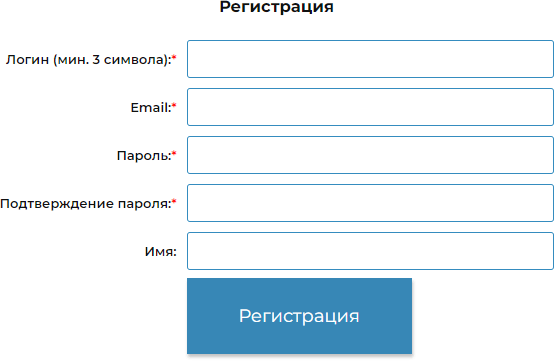 Регистрация
Логин (мин. 3 символа):*
Email:*
Пароль:*
Подтверждение пароля:*
Имя:
Регистрация